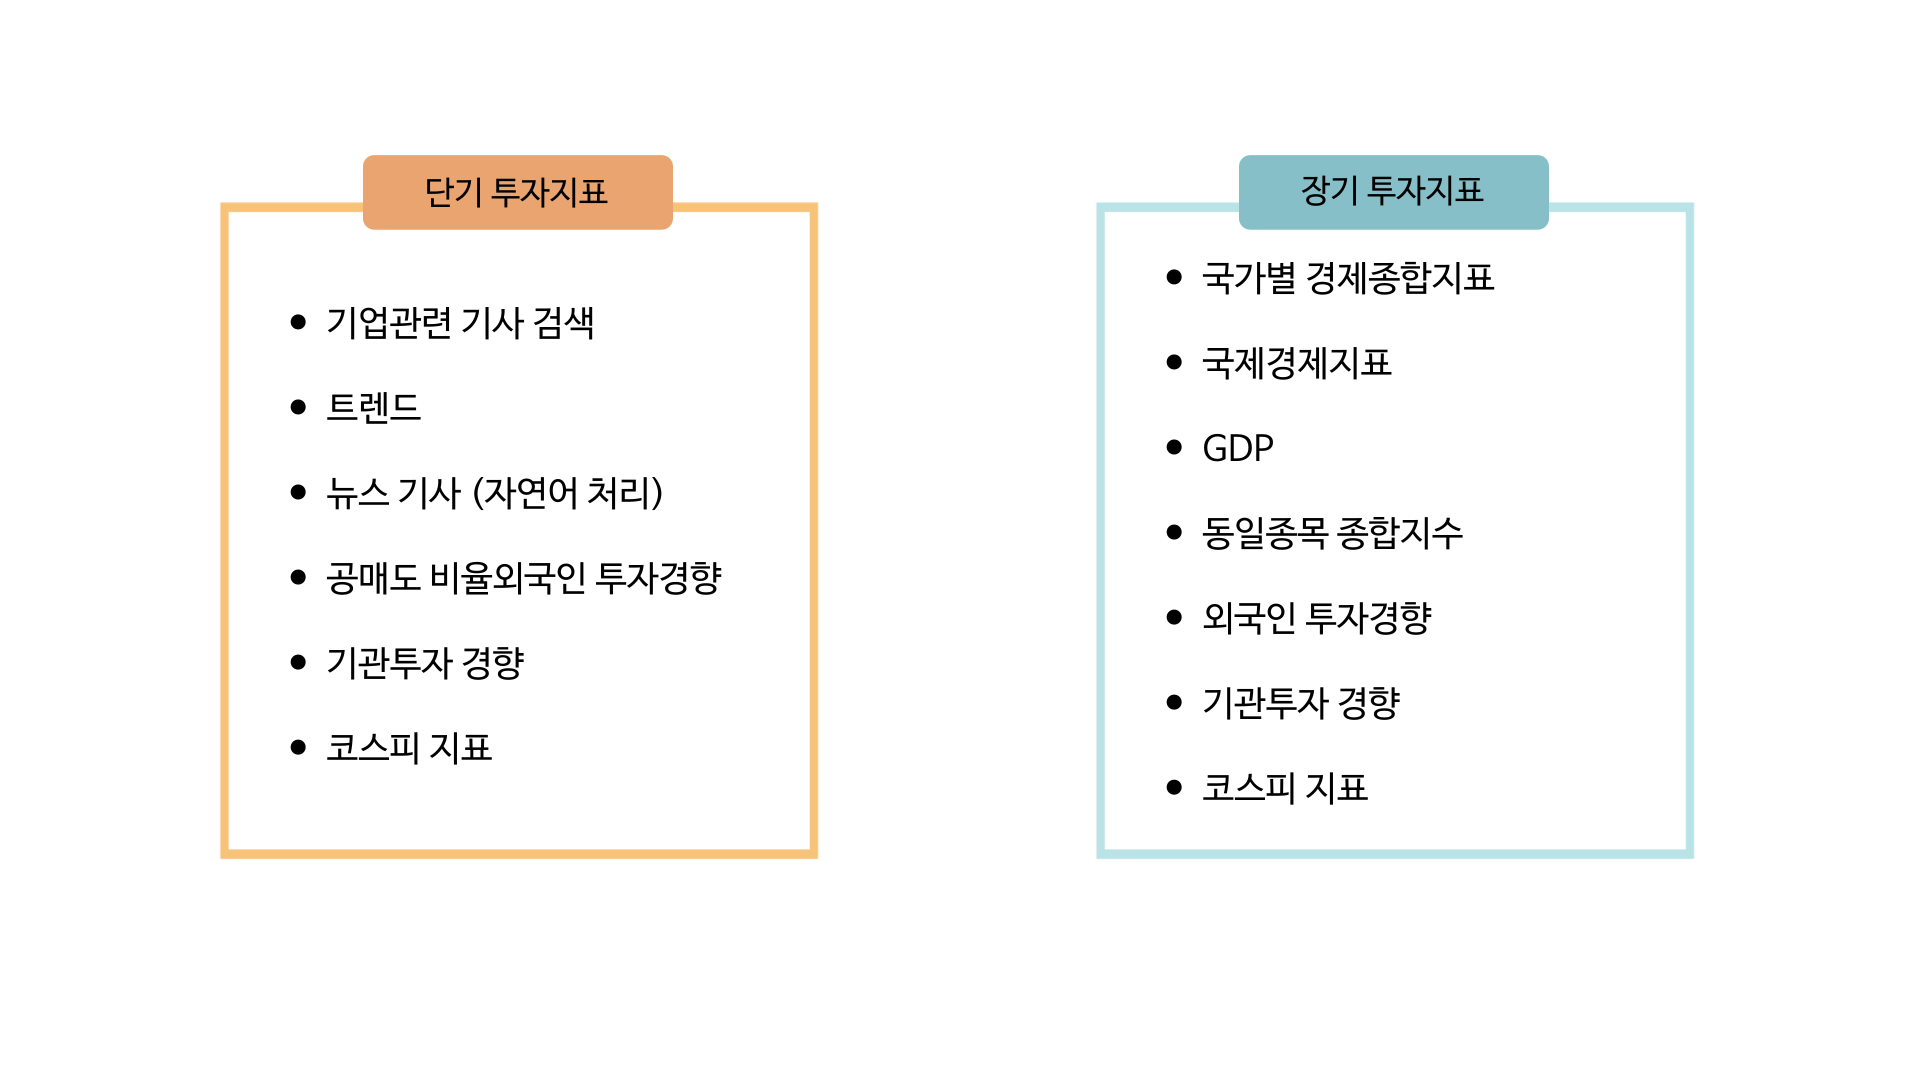 단기 투자지표
● 기업관련 기사 검색
● 트렌드
● 뉴스 기사 (자연어 처리)
● 공매도 비율외국인 투자경향
● 기관투자 경향
● 코스피 지표
장기 투자지표
● 국가별 경제종합지표
● 국제경제지표
● GDP
● 동일종목 종합지수
● 외국인 투자경향
● 기관투자 경향
● 코스피 지표